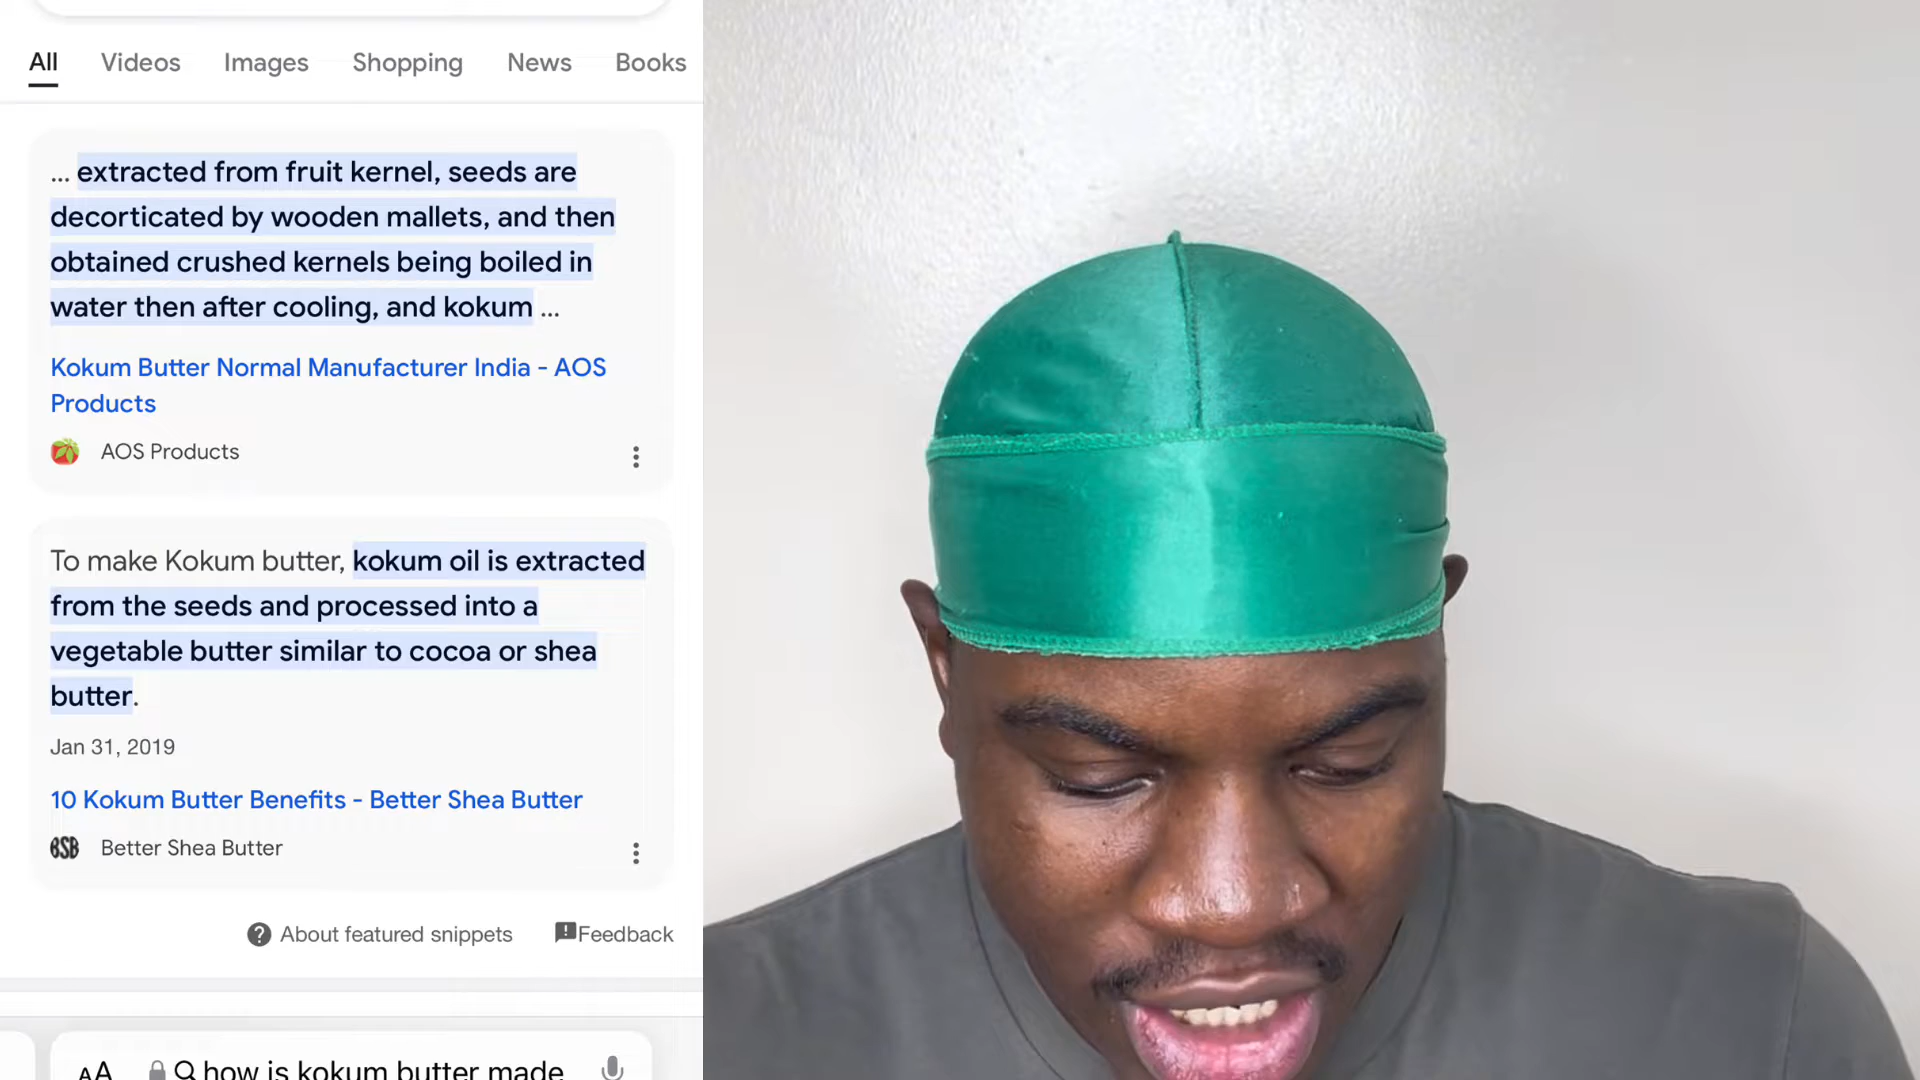 All Videos Images Shopping News Books
... extracted from fruit kernel, seeds are
decorticated by wooden mallets, and then
obtained crushed kernels being boiled in
water then after cooling, and kokum ...
Kokum Butter Normal Manufacturer India - AOS
Products
AOS Products
To make Kokum butter, kokum oil is extracted
from the seeds and processed into a
vegetable butter similar to cocoa or shea
butter.
Jan 31, 2019
10 Kokum Butter Benefits - Better Shea Butter
BSB Better Shea Butter
? About featured snippets ! Feedback
AA how is kokum butter made